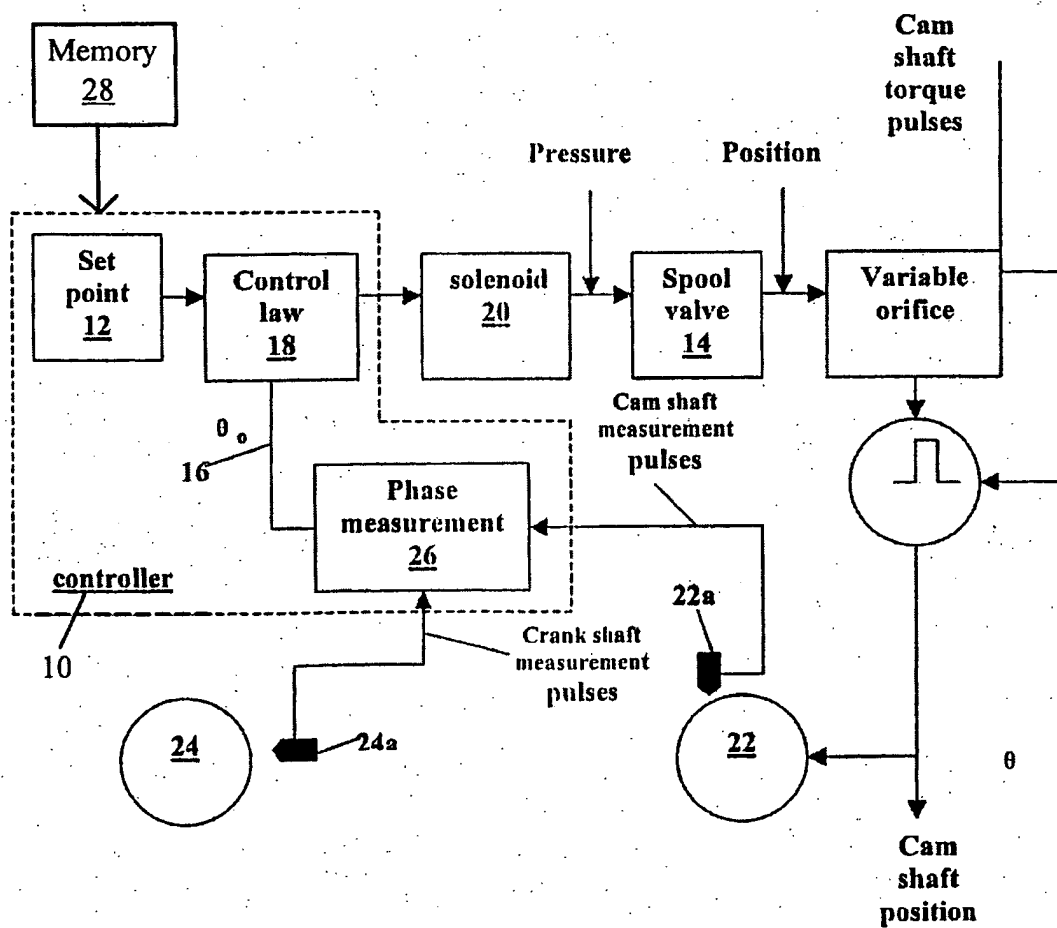 Cam
shaft
torque
pulses
Memory
28
Pressure
Position
Set
point
12
Control
law
18
solenoid
20
Spool
valve
14
Variable
orifice
θ o
16
Cam shaft
measurement
pulses
Phase
measurement
26
controller
10
22a
Crank shaft
measurement
pulses
24
24a
22
θ
Cam
shaft
position